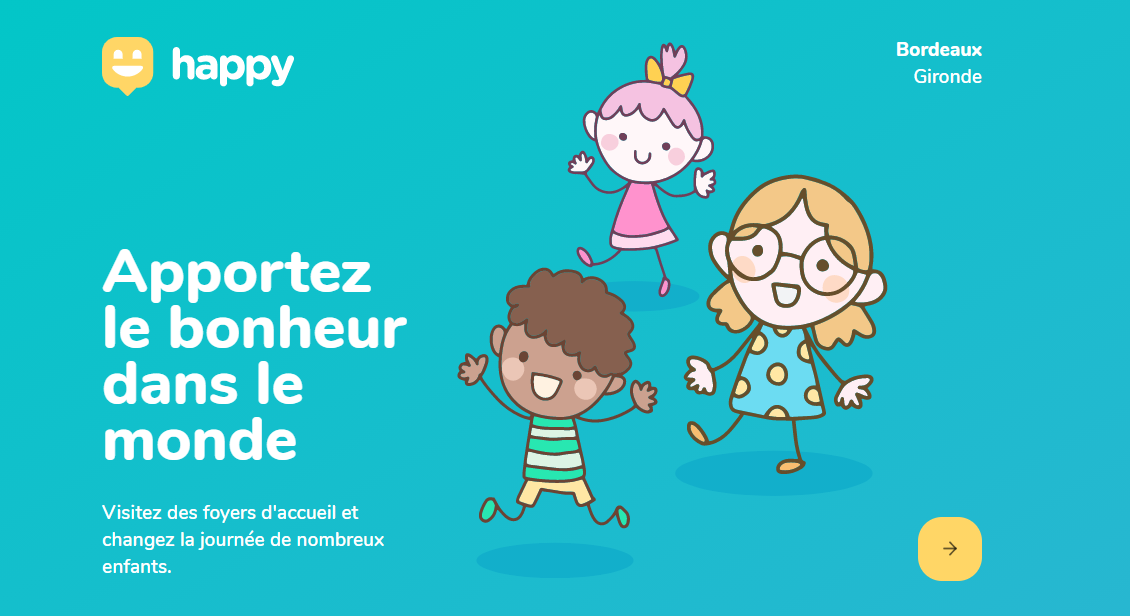 happy
Bordeaux
Gironde
Apportez
le bonheur
dans le
monde
Visitez des foyers d'accueil et
changez la journée de nombreux
enfants.